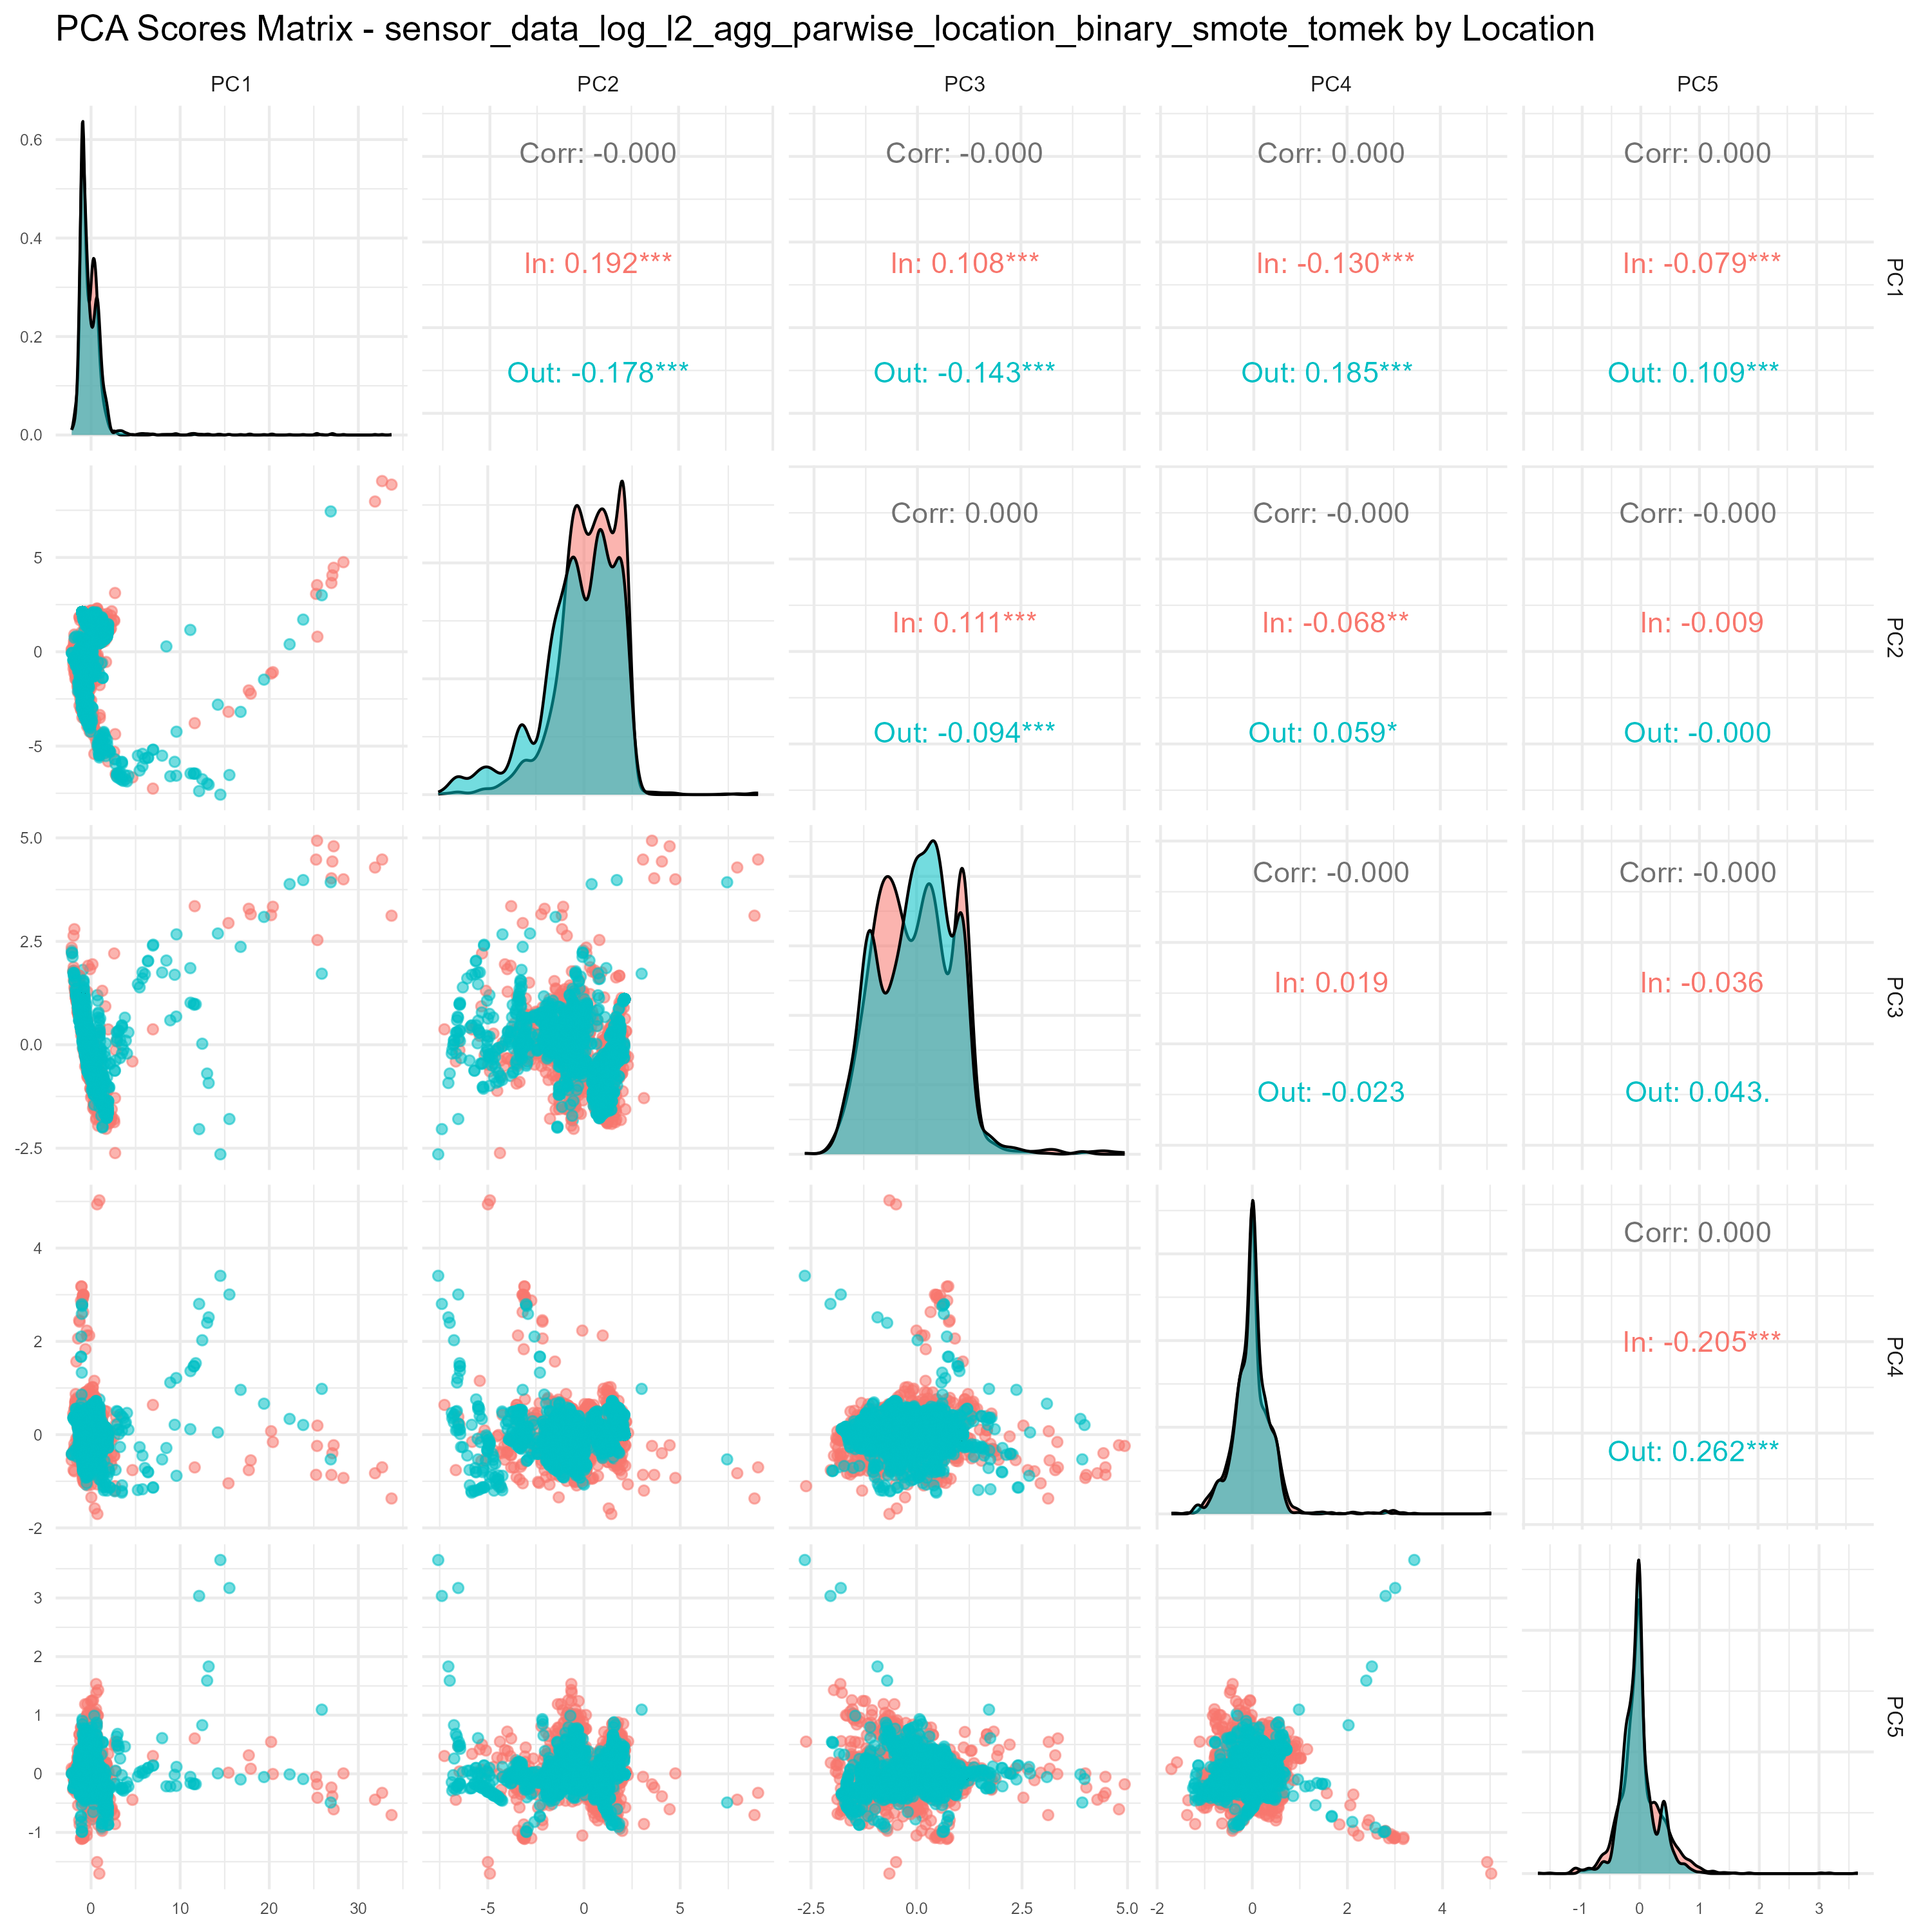 PCA Scores Matrix - sensor_data_log_l2_agg_parwise_location_binary_smote_tomek by Location
PC1 PC2 PC3 PC4 PC5
0.6
0.4
0.2
0.0
Corr: -0.000
In: 0.192***
Out: -0.178***
Corr: -0.000
In: 0.108***
Out: -0.143***
Corr: 0.000
In: -0.130***
Out: 0.185***
Corr: 0.000
In: -0.079***
Out: 0.109***
PC1
5
0
-5
Corr: 0.000
In: 0.111***
Out: -0.094***
Corr: -0.000
In: -0.068**
Out: 0.059*
Corr: -0.000
In: -0.009
Out: -0.000
PC2
5.0
2.5
0.0
-2.5
Corr: -0.000
In: 0.019
Out: -0.023
Corr: -0.000
In: -0.036
Out: 0.043.
PC3
4
2
0
-2
Corr: 0.000
In: -0.205***
Out: 0.262***
PC4
3
2
1
0
-1
PC5
0 10 20 30
-5 0 5
-2.5 0.0 2.5 5.0
-2 0 2 4
-1 0 1 2 3